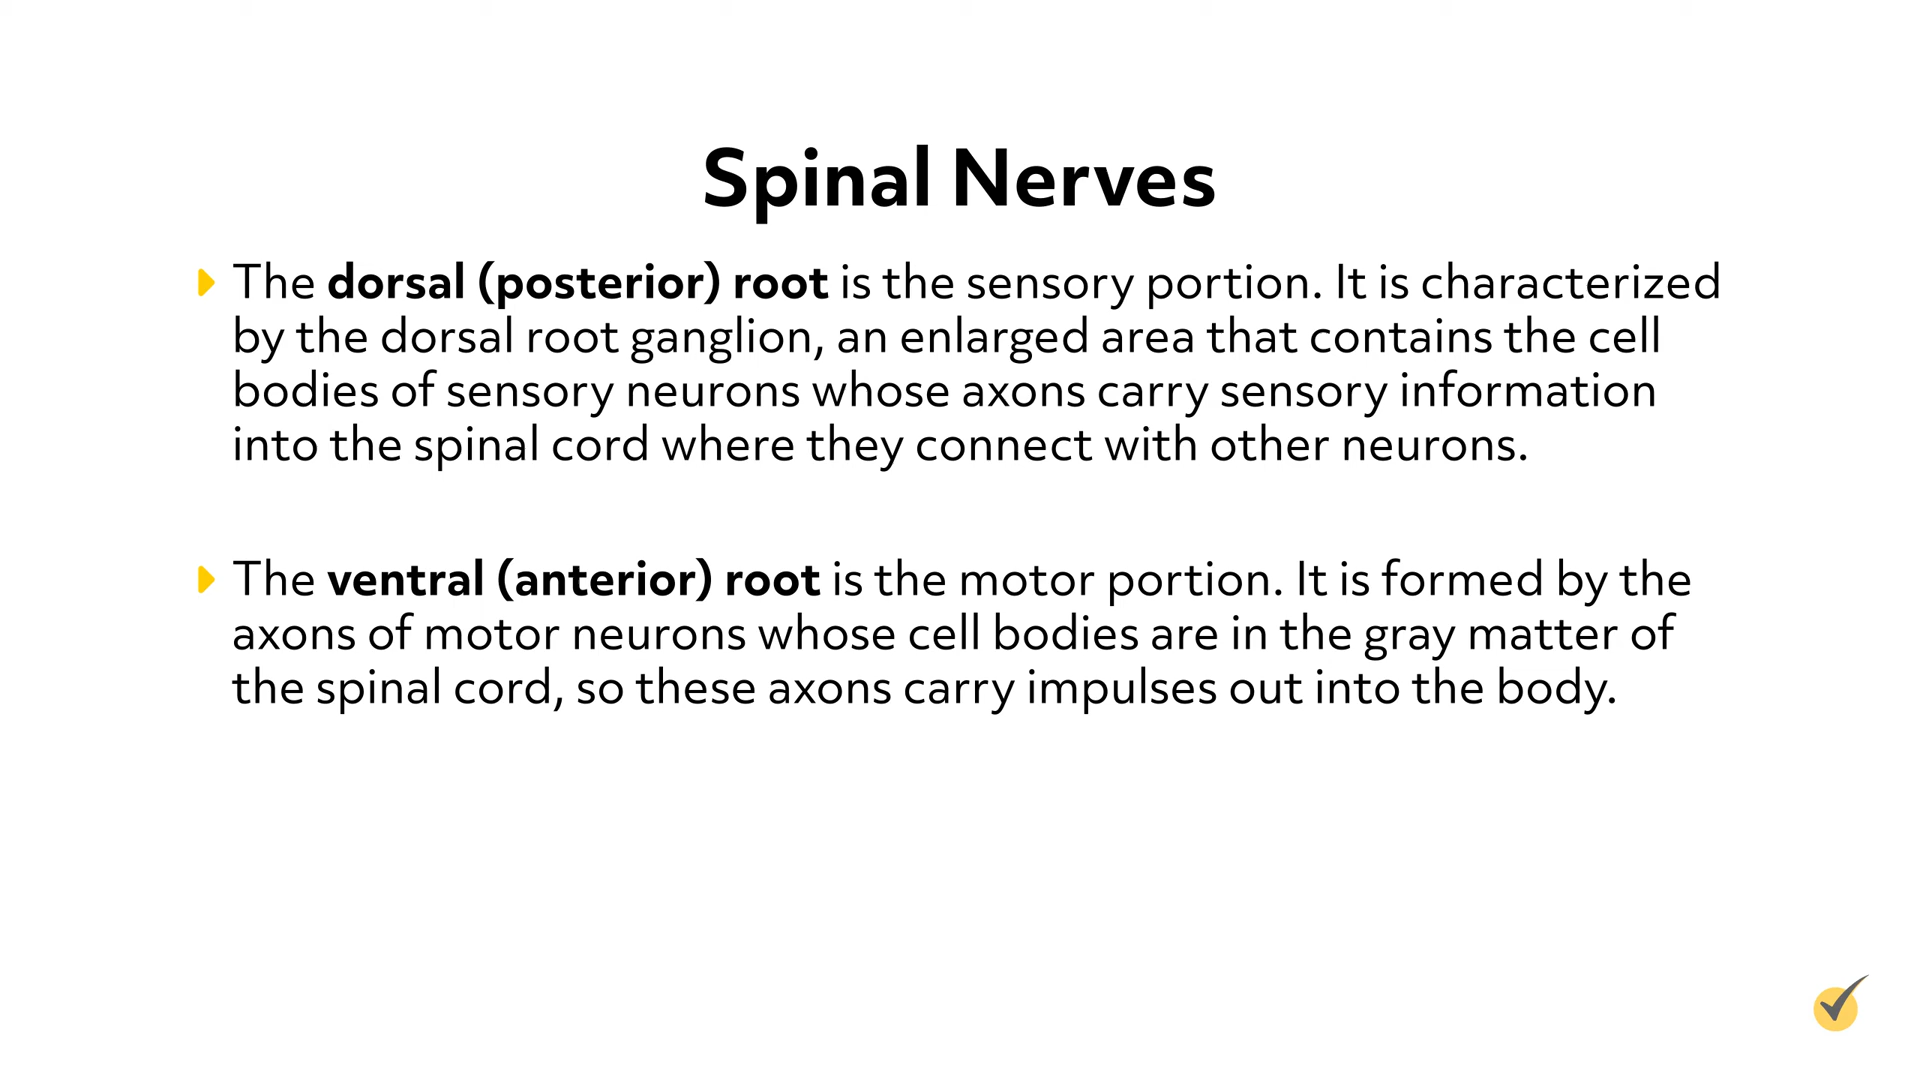 Spinal Nerves
The dorsal (posterior) root is the sensory portion. It is characterized
by the dorsal root ganglion, an enlarged area that contains the cell
bodies of sensory neurons whose axons carry sensory information
into the spinal cord where they connect with other neurons.
The ventral (anterior) root is the motor portion. It is formed by the
axons of motor neurons whose cell bodies are in the gray matter of
the spinal cord, so these axons carry impulses out into the body.